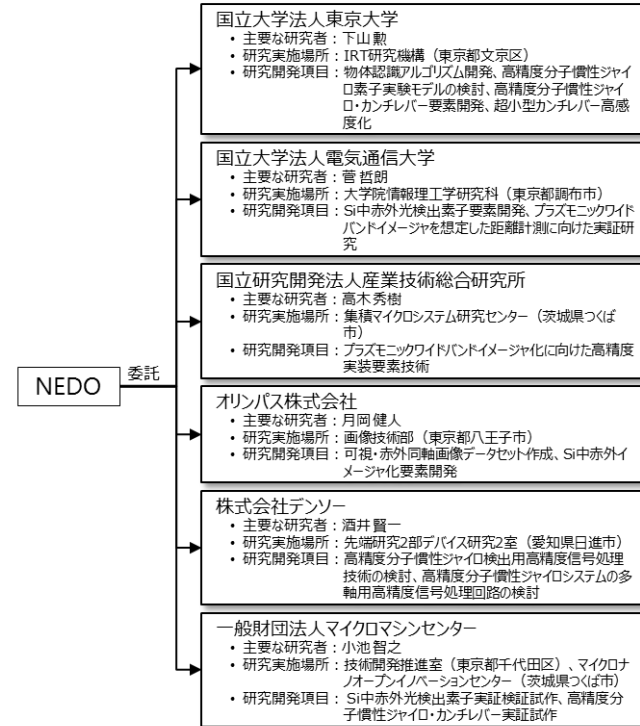 NEDO
委託
国立大学法人東京大学
• 主要な研究者：下山勲
• 研究実施場所：IRT研究機構（東京都文京区）
• 研究開発項目：物体認識アルゴリズム開発、高精度分子慣性ジャイ
ロ素子実験モデルの検討、高精度分子慣性ジャイ
ロ・カンチレバー要素開発、超小型カンチレバー高感
度化
国立大学法人電気通信大学
• 主要な研究者：菅哲朗
• 研究実施場所：大学院情報理工学研究科（東京都調布市）
• 研究開発項目：Si中赤外光検出素子要素開発、プラズモニックワイド
バンドイメージャを想定した距離計測に向けた実証研
究
国立研究開発法人産業技術総合研究所
• 主要な研究者：高木秀樹
• 研究実施場所：集積マイクロシステム研究センター（茨城県つくば
市）
• 研究開発項目：プラズモニックワイドバンドイメージャ化に向けた高精度
実装要素技術
オリンパス株式会社
• 主要な研究者：月岡健人
• 研究実施場所：画像技術部（東京都八王子市）
• 研究開発項目：可視・赤外同軸画像データセット作成、Si中赤外イ
メージャ化要素開発
株式会社デンソー
• 主要な研究者：酒井賢一
• 研究実施場所：先端研究2部デバイス研究2室（愛知県日進市）
• 研究開発項目：高精度分子慣性ジャイロ検出用高精度信号処理
技術の検討、高精度分子慣性ジャイロシステムの多
軸用高精度信号処理回路の検討
一般財団法人マイクロマシンセンター
• 主要な研究者：小池智之
• 研究実施場所：技術開発推進室（東京都千代田区）、マイクロナ
ノオープンイノベーションセンター（茨城県つくば市）
• 研究開発項目：Si中赤外光検出素子実証検証試作、高精度分
子慣性ジャイロ・カンチレバー実証試作